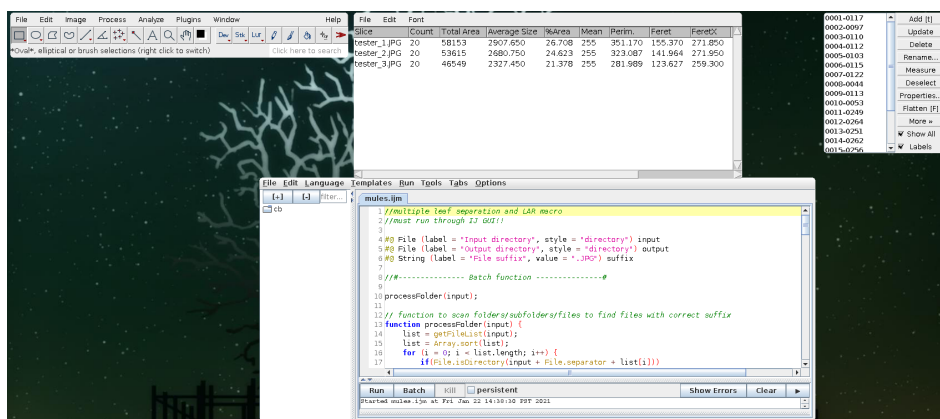 File Edit Image Process Analyze Plugins Window Help
Dev. Stk Lut
*Oval*, elliptical or brush selections (right click to switch) Click here to search
File Edit Font
Slice Count Total Area Average Size %Area Mean Perim. Feret FeretX
tester_1.JPG 20 58153 2907.650 26.708 255 351.170 155.370 271.850
tester_2.JPG 20 53615 2680.750 24.623 255 323.087 141.964 271.950
tester_3.JPG 20 46549 2327.450 21.378 255 281.989 123.627 259.300
0001-0117
0002-0097
0003-0110
0004-0112
0005-0103
0006-0115
0007-0122
0008-0044
0009-0113
0010-0053
0011-0249
0012-0264
0013-0251
0014-0262
0015-0256
Add [t]
Update
Delete
Rename...
Measure
Deselect
Properties...
Flatten [F]
More »
Show All
Labels
File Edit Language Templates Run Tools Tabs Options
[+] [-] filter...
cb
mules.ijm
1 //multiple leaf separation and LAR macro
2 //must run through IJ GUI!!
3
4 #@ File (label = "Input directory", style = "directory") input
5 #@ File (label = "Output directory", style = "directory") output
6 #@ String (label = "File suffix", value = ".JPG") suffix
7
8 //#-------------- Batch function --------------#
9
10 processFolder(input);
11
12 // function to scan folders/subfolders/files to find files with correct suffix
13 function processFolder(input) {
14 list = getFileList(input);
15 list = Array.sort(list);
16 for (i = 0; i < list.length; i++) {
17 if(File.isDirectory(input + File.separator + list[i]))
Run Batch Kill persistent Show Errors Clear
Started mules.ijm at Fri Jan 22 14:38:30 PST 2021